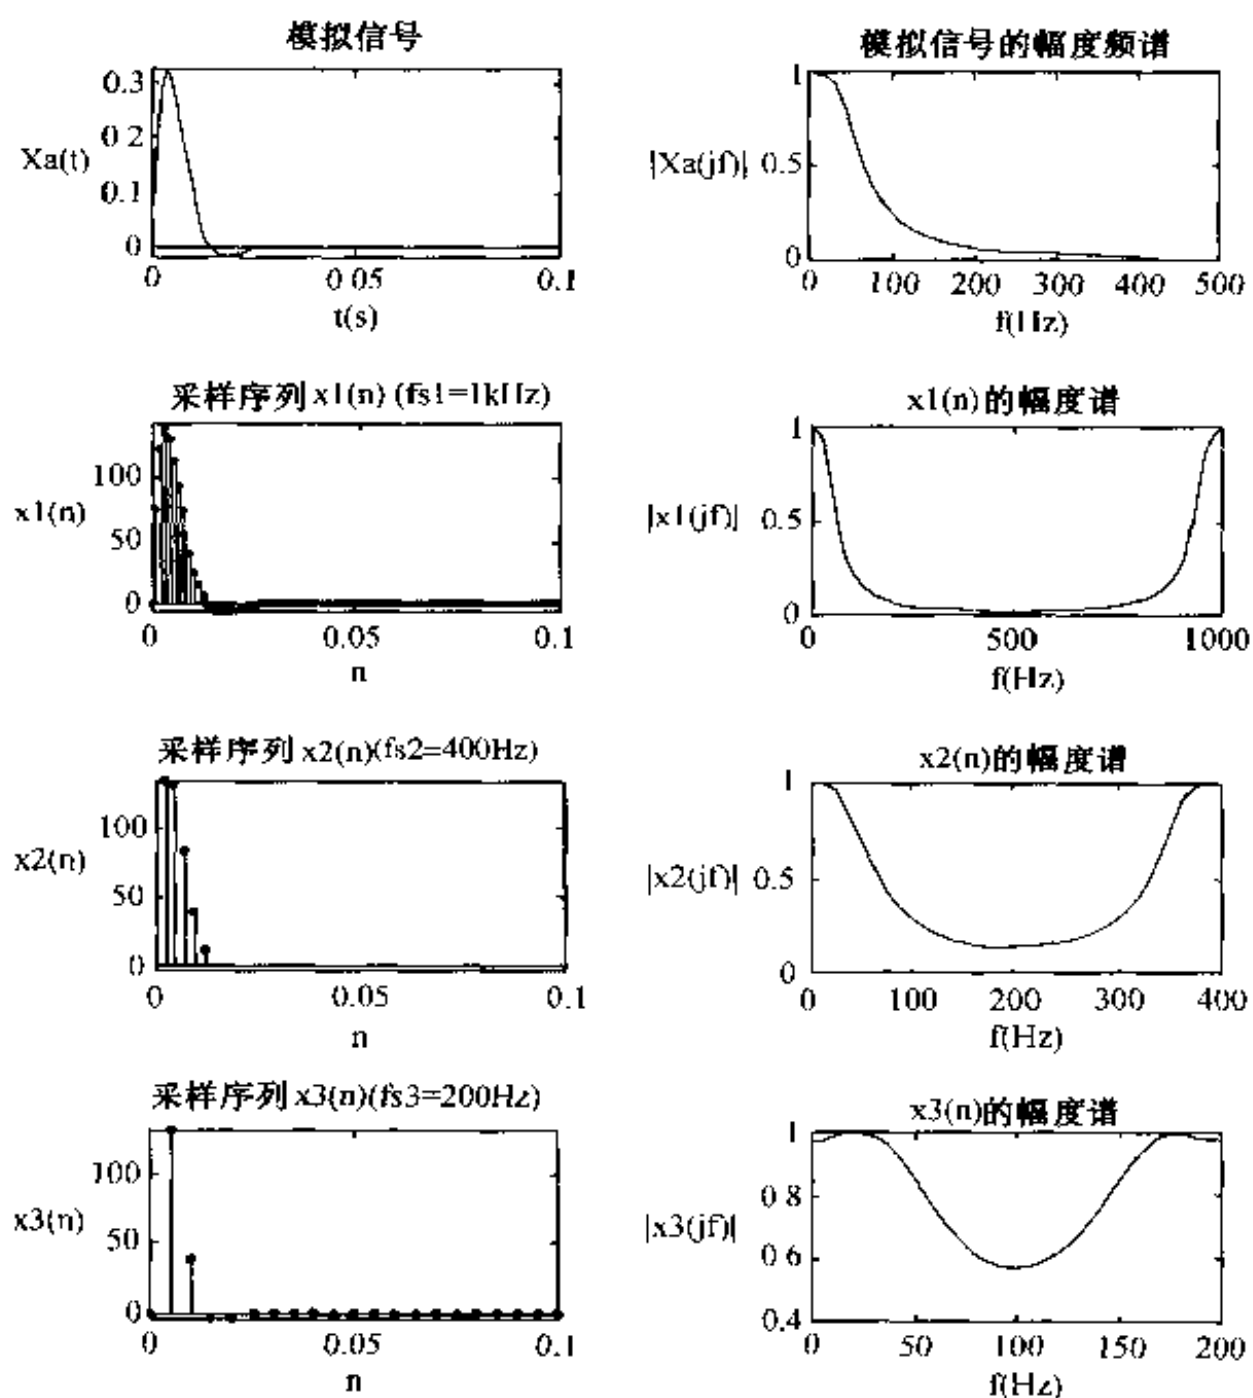 模拟信号
0.3
0 2
0.1
0
Xa(t)
0
0 05
0.1
t(s)
模拟信号的幅度频谱
1
0.5
0
|Xa(jf)|
0
100
200
300
400
500
f(Hz)
采样序列 x1(n) (fs1=1kHz)
100
50
0
x1(n)
0
0.05
0.1
n
x1(n)的幅度谱
1
0.5
0
|x1(jf)|
0
500
1000
f(Hz)
采样序列 x2(n)(fs2=400Hz)
100
50
0
x2(n)
0
0.05
0.1
n
x2(n)的幅度谱
1
0.5
0
|x2(jf)|
0
100
200
300
400
f(Hz)
采样序列 x3(n)(fs3=200Hz)
100
50
0
x3(n)
0
0.05
0.1
n
x3(n)的幅度谱
1
0 8
0 6
0.4
|x3(jf)|
0
50
100
150
200
f(Hz)